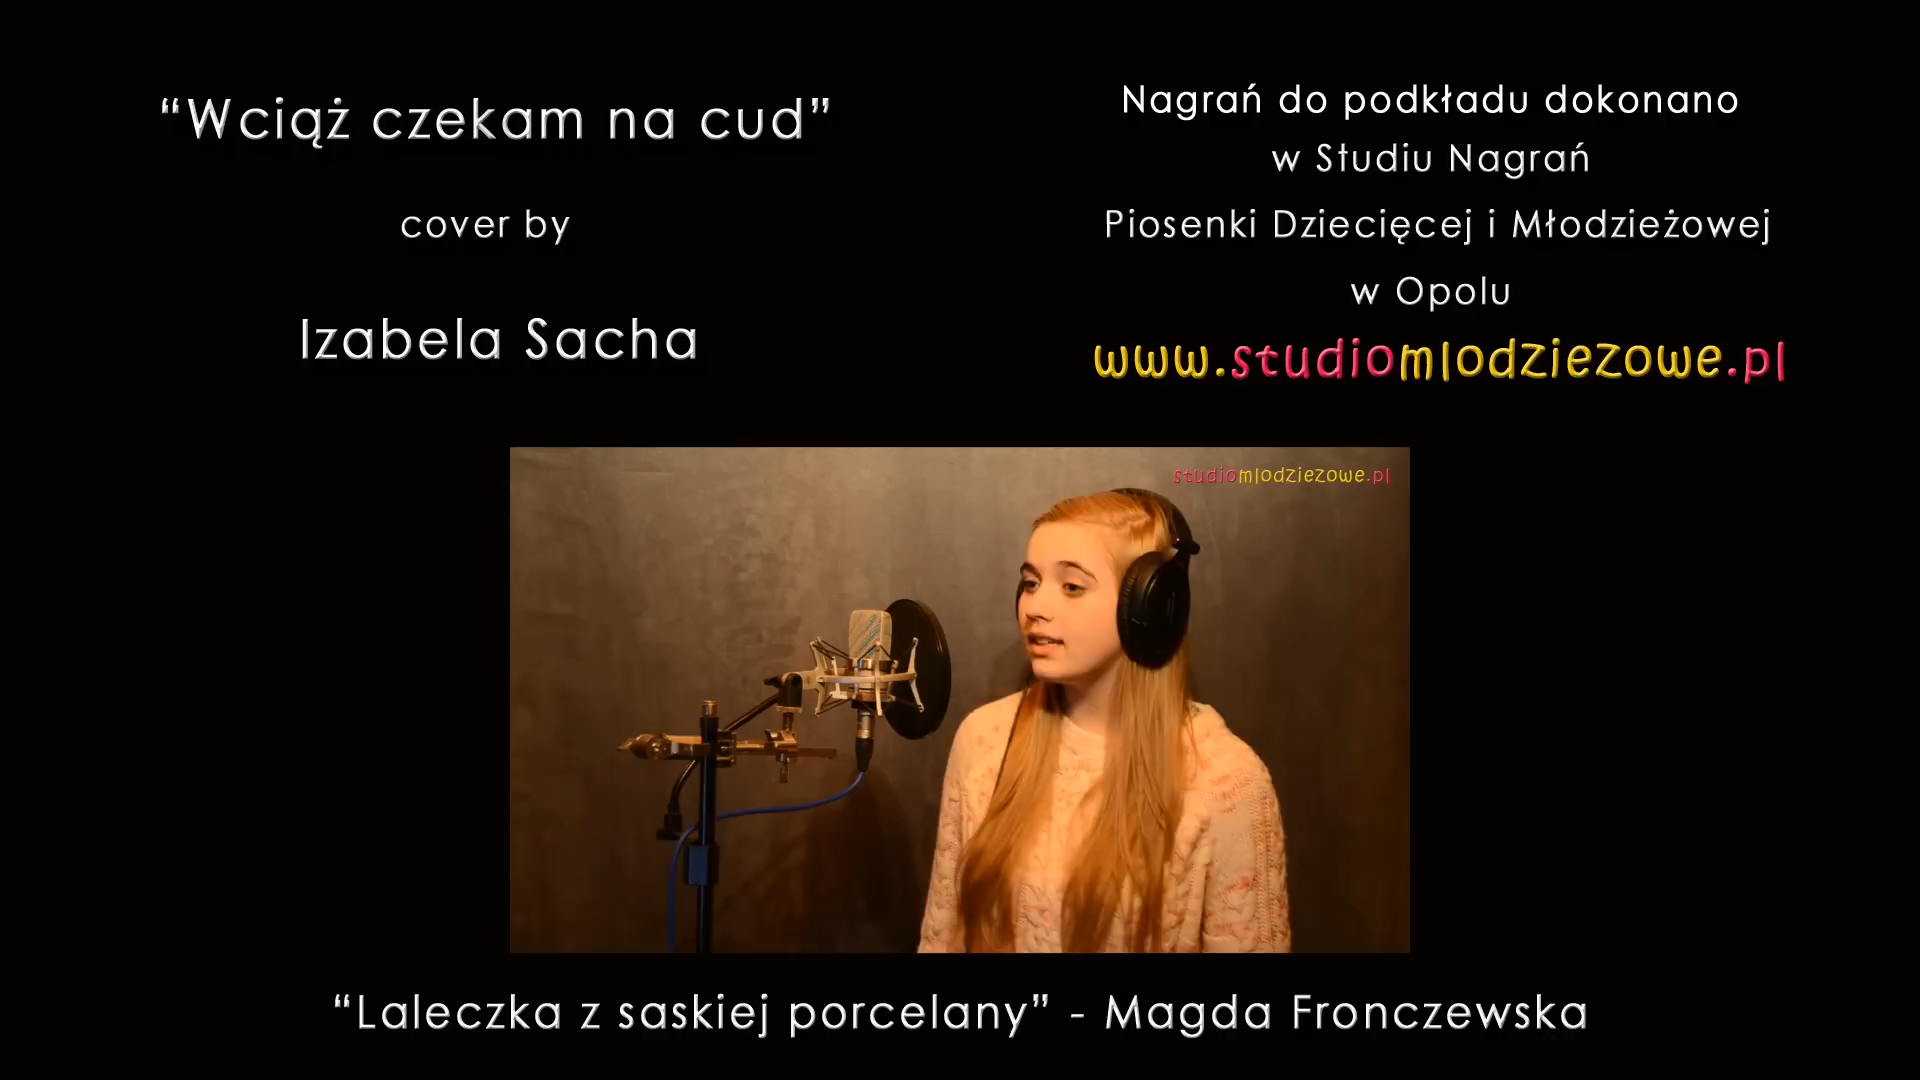 “Wciąż czekam na cud”
cover by
Izabela Sacha
Nagrań do podkładu dokonano
w Studiu Nagrań
Piosenki Dziecięcej i Młodzieżowej
w Opolu
www.studiomlodziezowe.pl
studiomlodziezowe.pl
“Laleczka z saskiej porcelany” - Magda Fronczewska